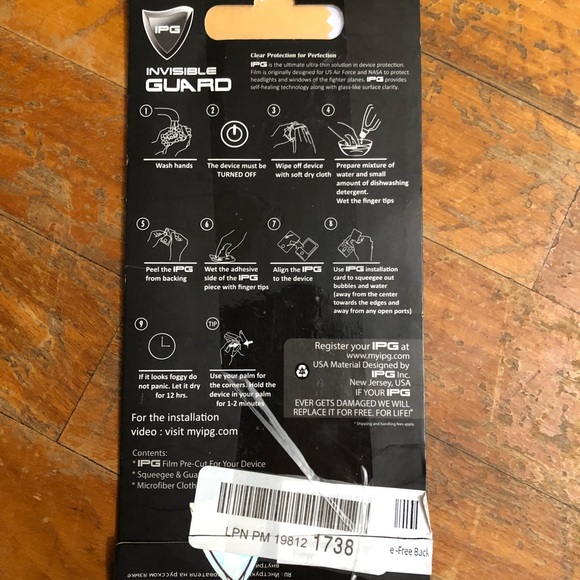 IPG
INVISIBLE
GUARD
Clear Protection for Perfection
IPG is the ultimate ultra thin solution in device protection.
Film is originally designed for US Air Force and NASA to protect
headlights and windows of the fighter planes. IPG provides
self-healing technology along with glass-like surface clarity.
1
Wash hands
2
The device must be
TURNED OFF
3
Wipe off device
with soft dry cloth
4
Prepare mixture of
water and small
amount of dishwashing
detergent.
Wet the finger tips
5
Peel the IPG
from backing
6
Wet the adhesive
side of the IPG
piece with finger tips
7
Align the IPG
to the device
8
Use IPG installation
card to squeegee out
bubbles and water
(away from the center
towards the edges and
away from any open ports)
9
If it looks foggy do
not panic. Let it dry
for 12 hrs.
TIP
Use your palm for
the corners. Hold the
device in your palm
for 1-2 minutes
Register your IPG at
www.myipg.com
USA Material Designed by
IPG Inc.
New Jersey, USA
IF YOUR IPG
EVER GETS DAMAGED WE WILL
REPLACE IT FOR FREE. FOR LIFE!*
* Shipping and handling fees apply.
For the installation
video : visit myipg.com
Contents:
* IPG Film Pre-Cut For Your Device
* Squeegee &
* Microfiber Cloth
LPN PM 19812 1738
New
e -Free Back